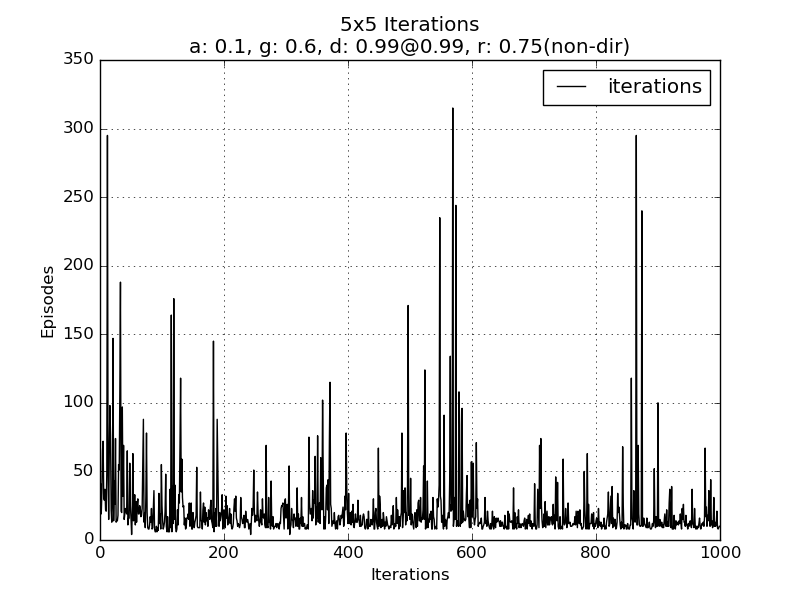 5x5 Iterations
a: 0.1, g: 0.6, d: 0.99@0.99, r: 0.75(non-dir)
iterations
350
300
250
200
150
100
50
0
Episodes
0 200 400 600 800 1000
Iterations